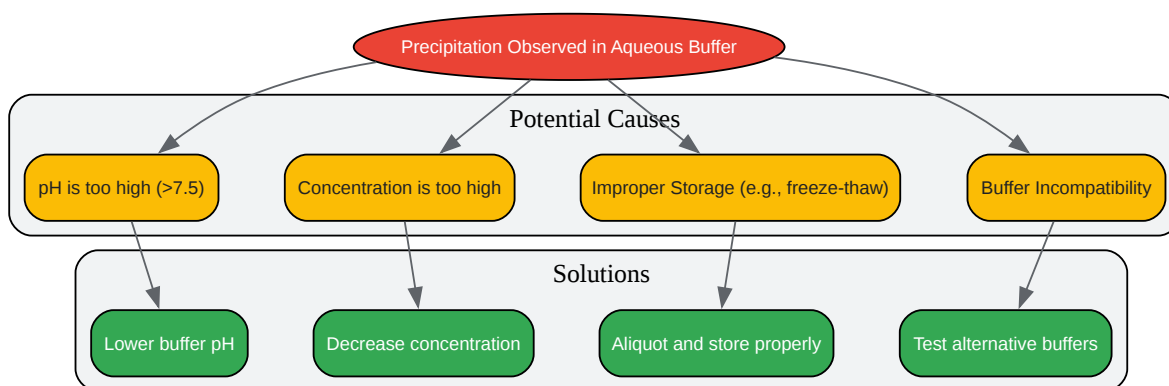 Precipitation Observed in Aqueous Buffer
Potential Causes
pH is too high (>7.5)
Concentration is too high
Improper Storage (e.g., freeze-thaw)
Buffer Incompatibility
Solutions
Lower buffer pH
Decrease concentration
Aliquot and store properly
Test alternative buffers